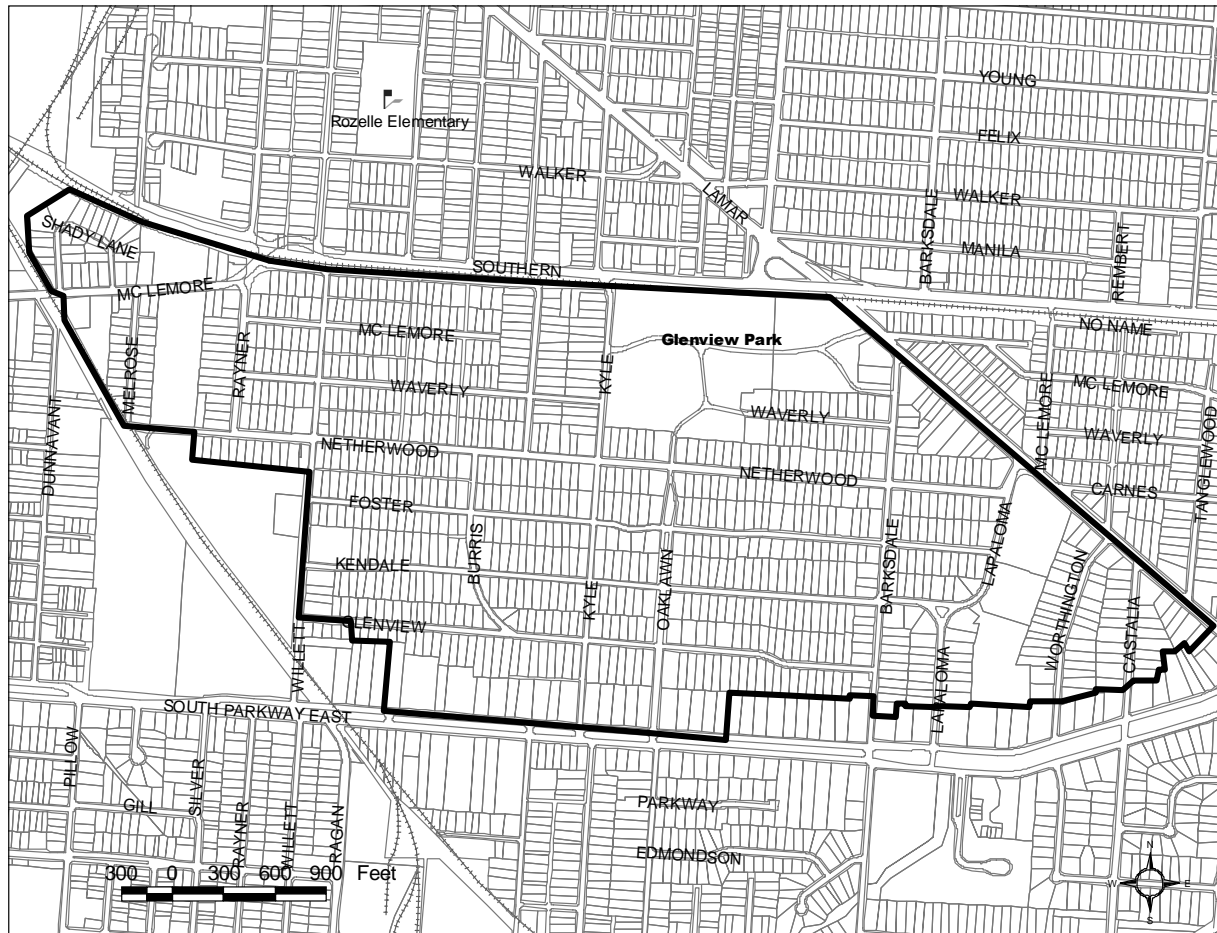 YOUNG
Rozelle Elementary
FELIX
WALKER
LAMAR
WALKER
BARKSDALE
REMBERT
SHADY LANE
MANILA
SOUTHERN
MC LEMORE
NO NAME
MC LEMORE
Glenview Park
KYLE
MELROSE
RAYNER
WAVERLY
MC LEMORE
MC LEMORE
WAVERLY
WAVERLY
TANGLEWOOD
DUNNAVANT
NETHERWOOD
NETHERWOOD
CARNES
FOSTER
BURRIS
LAPALOMA
KENDALE
BARKSDALE
KYLE
OAKLAWN
WORTHINGTON
CASTALIA
GLENVIEW
WILLETT
LAPALOMA
SOUTH PARKWAY EAST
PILLOW
SILVER
GILL
RAYNER
WILLETT
RAGAN
PARKWAY
EDMONDSON
300 0 300 600 900 Feet
N
W E
S